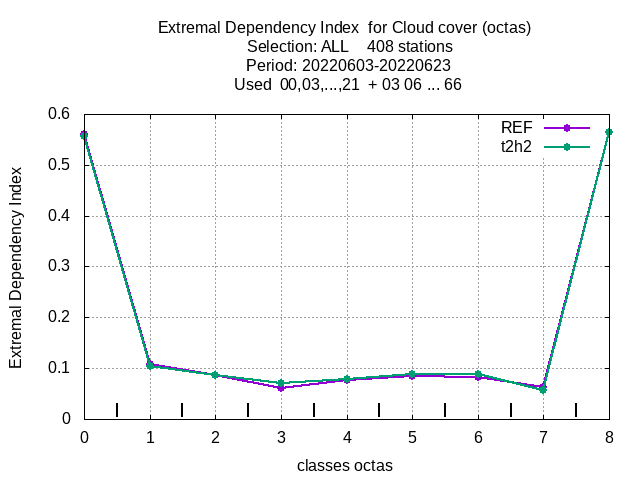 Extremal Dependency Index  for Cloud cover (octas)
Selection: ALL    408 stations
Period: 20220603-20220623
Used  00,03,...,21  + 03 06 ... 66
REF
t2h2
Extremal Dependency Index
0.6
0.5
0.4
0.3
0.2
0.1
0
0 1 2 3 4 5 6 7 8
classes octas